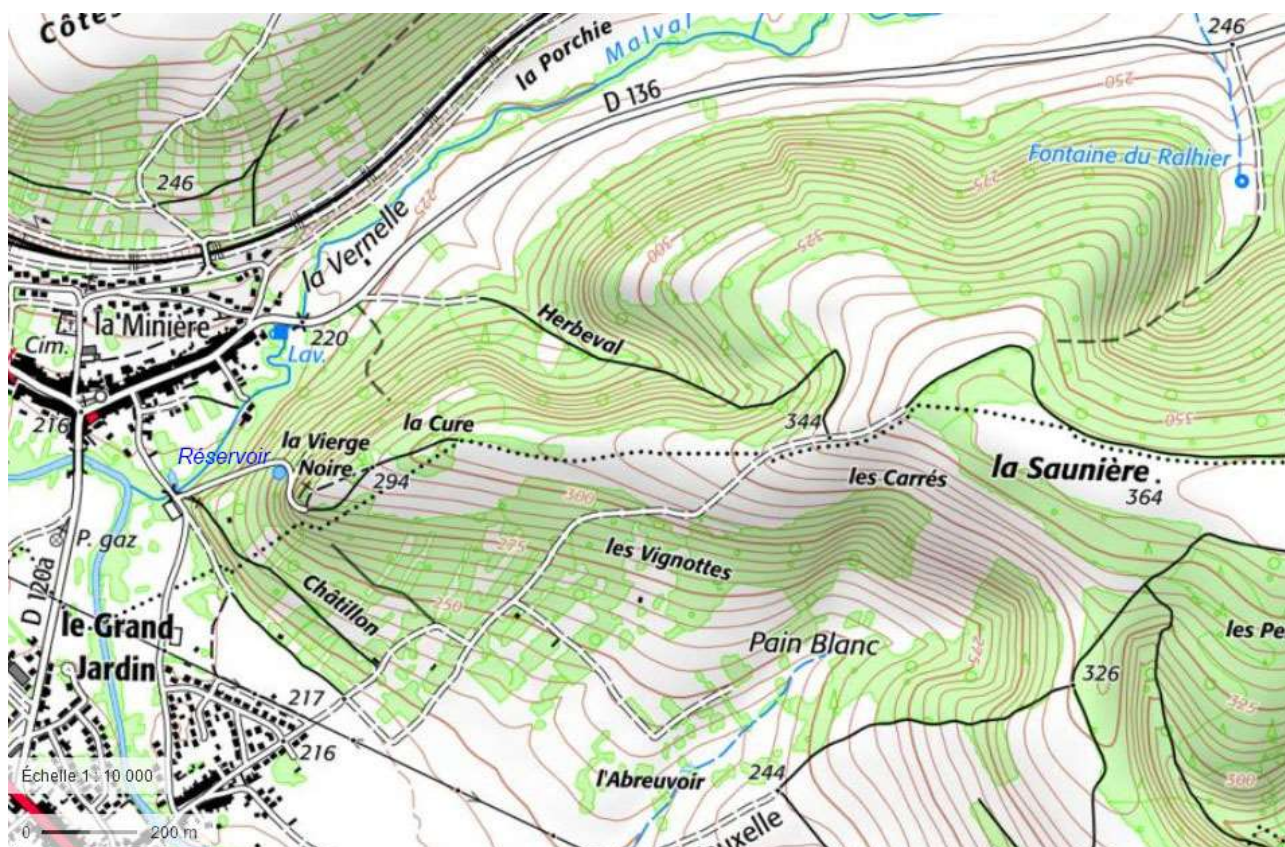 Côtes
la Porchie
Malval
246
D 136
250
Fontaine du Ralhier
275
246
la Vernelle
225
300
325
la Minière
Herbeval
Cim.
220
Lav.
216
la Cure
344
350
la Vierge
Noire
Réservoir
294
les Carrés
la Saunière
364
300
P. gaz
275
les Vignottes
D 120a
Châtillon
250
le Grand
Jardin
Pain Blanc
275
les Pe
326
217
325
216
l'Abreuvoir
244
300
Échelle 1 : 10 000
0 200 m
uxelle